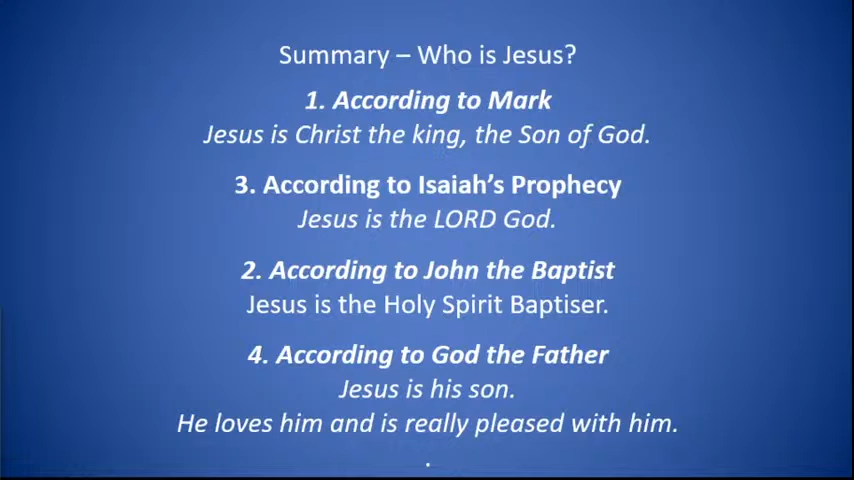 Summary – Who is Jesus?
1. According to Mark
Jesus is Christ the king, the Son of God.
3. According to Isaiah’s Prophecy
Jesus is the LORD God.
2. According to John the Baptist
Jesus is the Holy Spirit Baptiser.
4. According to God the Father
Jesus is his son.
He loves him and is really pleased with him.
.